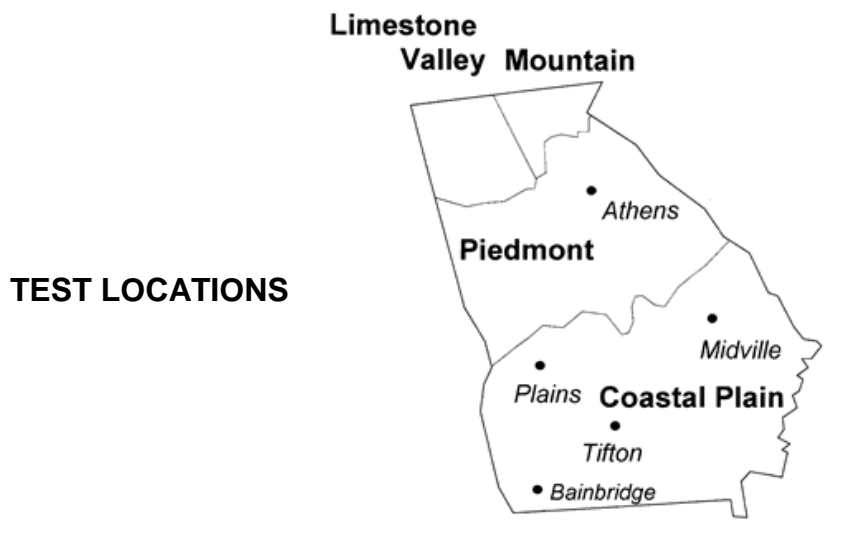 Limestone
Valley Mountain
Athens
Piedmont
TEST LOCATIONS
Midville
Plains Coastal Plain
Tifton
Bainbridge